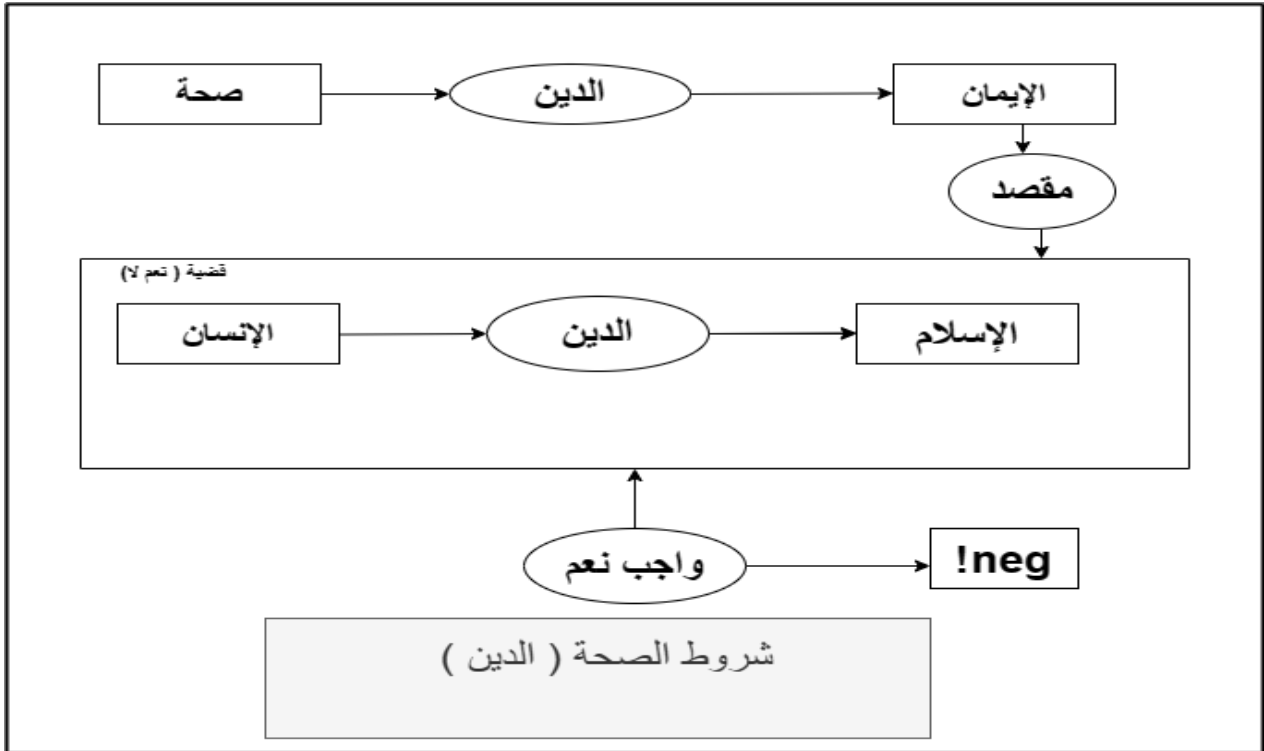 صحة
الدين
الإيمان
مقصد
قضية ( نعم لا)
الإنسان
الدين
الإسلام
واجب نعم
!neg
شروط الصحة ( الدين )